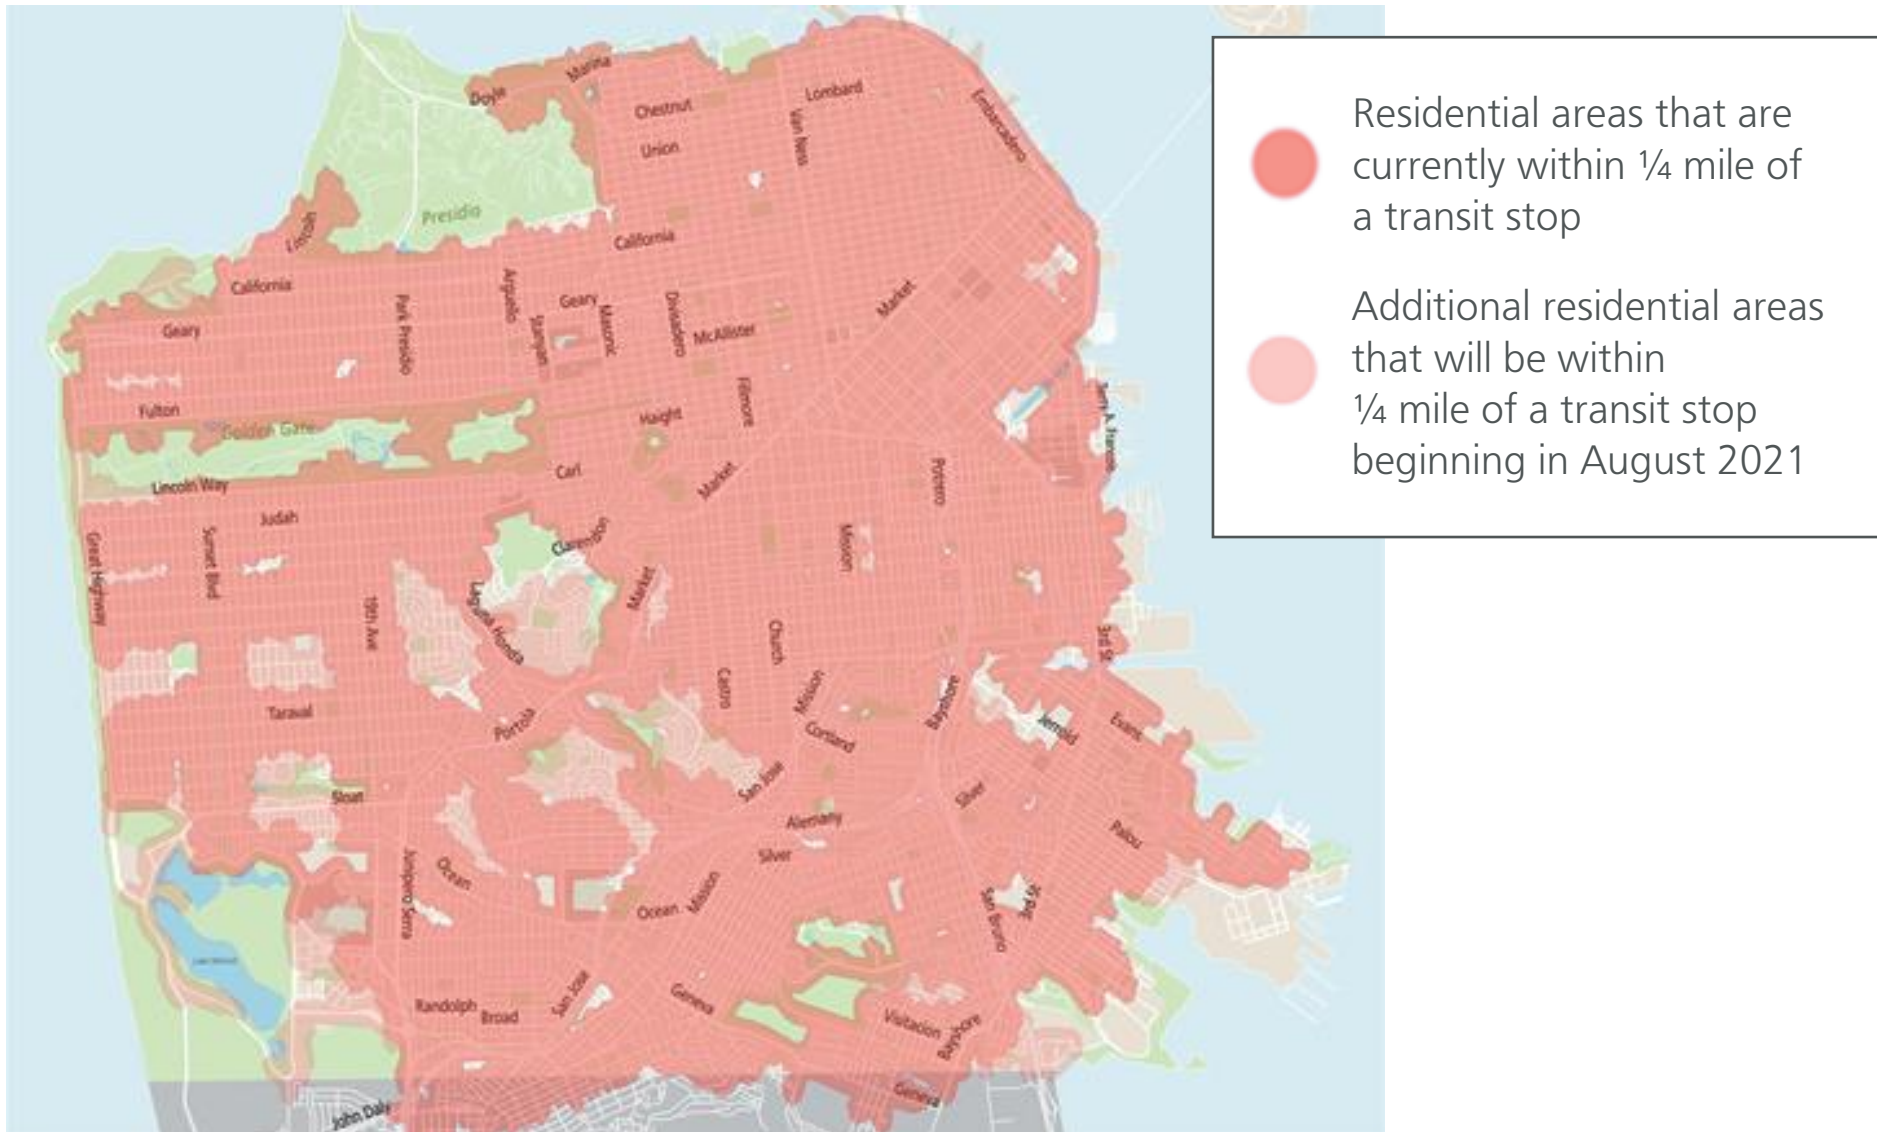 Marina
Doyle
Chestnut
Lombard
Embarcadero
Van Ness
Union
Presidio
Lincoln
California
California
Arguello
Geary
Park Presidio
Masonic
Divisadero
Market
Geary
Stanyan
McAllister
Fulton
Fillmore
Golden Gate
Haight
Carl
Market
Potrero
Lincoln Way
Judah
Clarendon
Great Highway
Sunset Blvd
Mission
19th Ave
Laguna Honda
Market
Church
3rd St
Castro
Mission
Taraval
Portola
Bayshore
Cortland
Jerrold
Evans
San Jose
Sloat
Silver
Alemany
Palou
Silver
Junipero Serra
Ocean
Ocean
Mission
San Bruno
3rd St
Randolph
Broad
San Jose
Geneva
Visitacion
Bayshore
Geneva
John Daly
Residential areas that are
currently within ¼ mile of
a transit stop
Additional residential areas
that will be within
¼ mile of a transit stop
beginning in August 2021